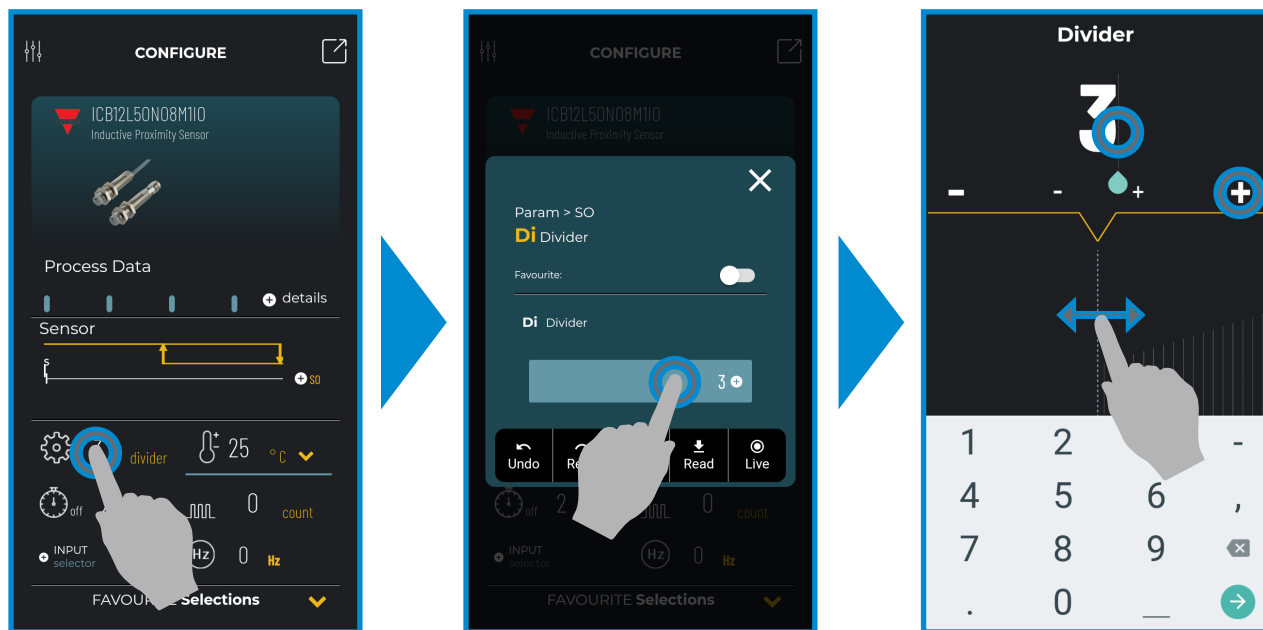 CONFIGURE
ICB12L50N08M1IO
Inductive Proximity Sensor
Process Data
details
Sensor
s
SO
divider
25 °C
off
0 count
INPUT
selector
Hz 0 Hz
FAVOURITE Selections
CONFIGURE
ICB12L50N08M1IO
Inductive Proximity Sensor
Param > SO
Di Divider
Favourite:
Di Divider
3
Undo
Read
Live
off 2
0 count
INPUT
selector
Hz 0 Hz
FAVOURITE Selections
Divider
3
- - + +
1 2 -
4 5 6 ,
7 8 9
. 0 _